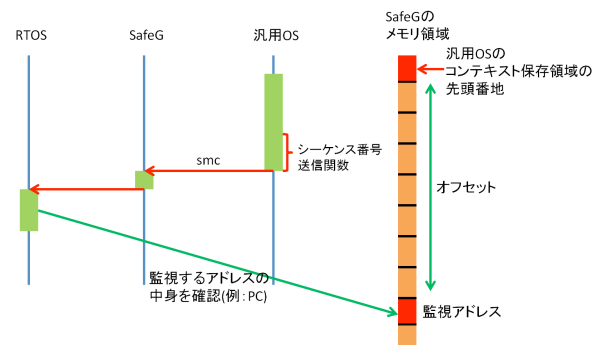 RTOS
SafeG
汎用OS
SafeGの
メモリ領域
汎用OSの
コンテキスト保存領域の
先頭番地
シーケンス番号
送信関数
smc
オフセット
監視するアドレスの
中身を確認(例：PC)
監視アドレス